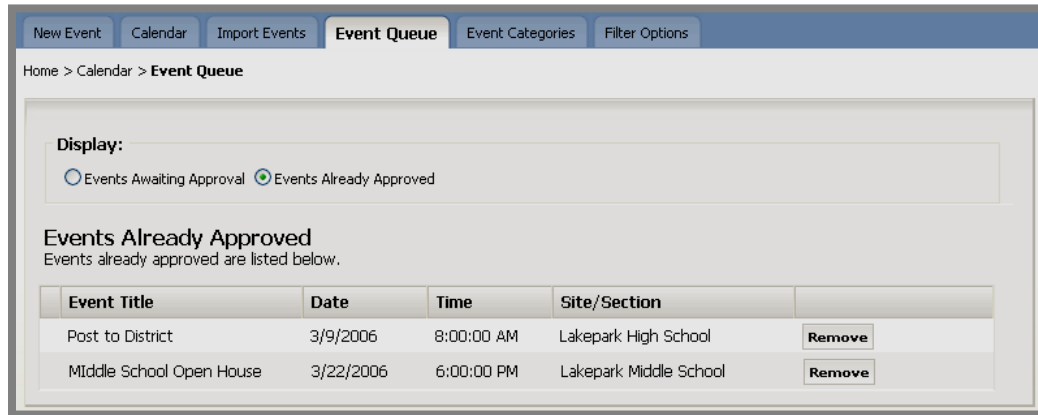 New Event Calendar Import Events Event Queue Event Categories Filter Options
Home > Calendar > Event Queue
Display:
Events Awaiting Approval Events Already Approved
Events Already Approved
Events already approved are listed below.
Event Title Date Time Site/Section
Post to District 3/9/2006 8:00:00 AM Lakepark High School Remove
MIddle School Open House 3/22/2006 6:00:00 PM Lakepark Middle School Remove